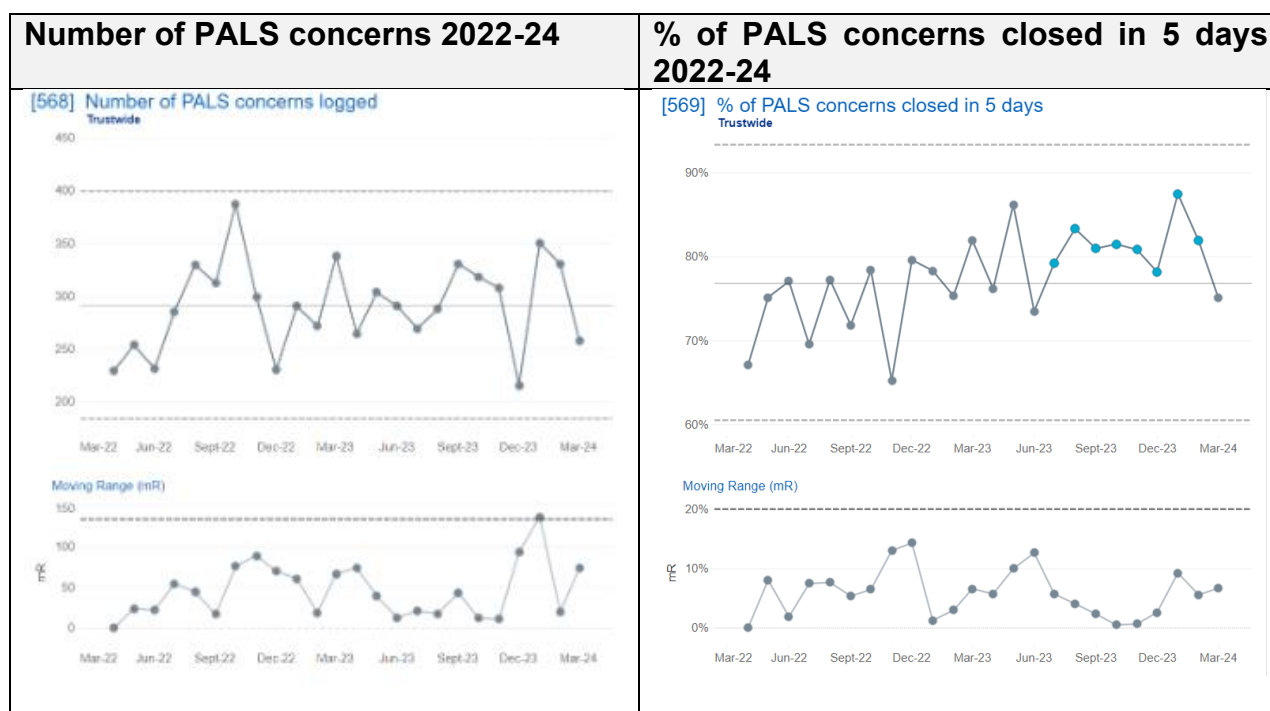 Number of PALS concerns 2022-24
% of PALS concerns closed in 5 days
2022-24
[568] Number of PALS concerns logged
Trustwide
450
400
350
300
250
200
Mar-22 Jun-22 Sept-22 Dec-22 Mar-23 Jun-23 Sept-23 Dec-23 Mar-24
Moving Range (mR)
150
100
50
0
mR
Mar-22 Jun-22 Sept-22 Dec-22 Mar-23 Jun-23 Sept-23 Dec-23 Mar-24
[569] % of PALS concerns closed in 5 days
Trustwide
90%
80%
70%
60%
Mar-22 Jun-22 Sept-22 Dec-22 Mar-23 Jun-23 Sept-23 Dec-23 Mar-24
Moving Range (mR)
20%
10%
0%
mR
Mar-22 Jun-22 Sept-22 Dec-22 Mar-23 Jun-23 Sept-23 Dec-23 Mar-24